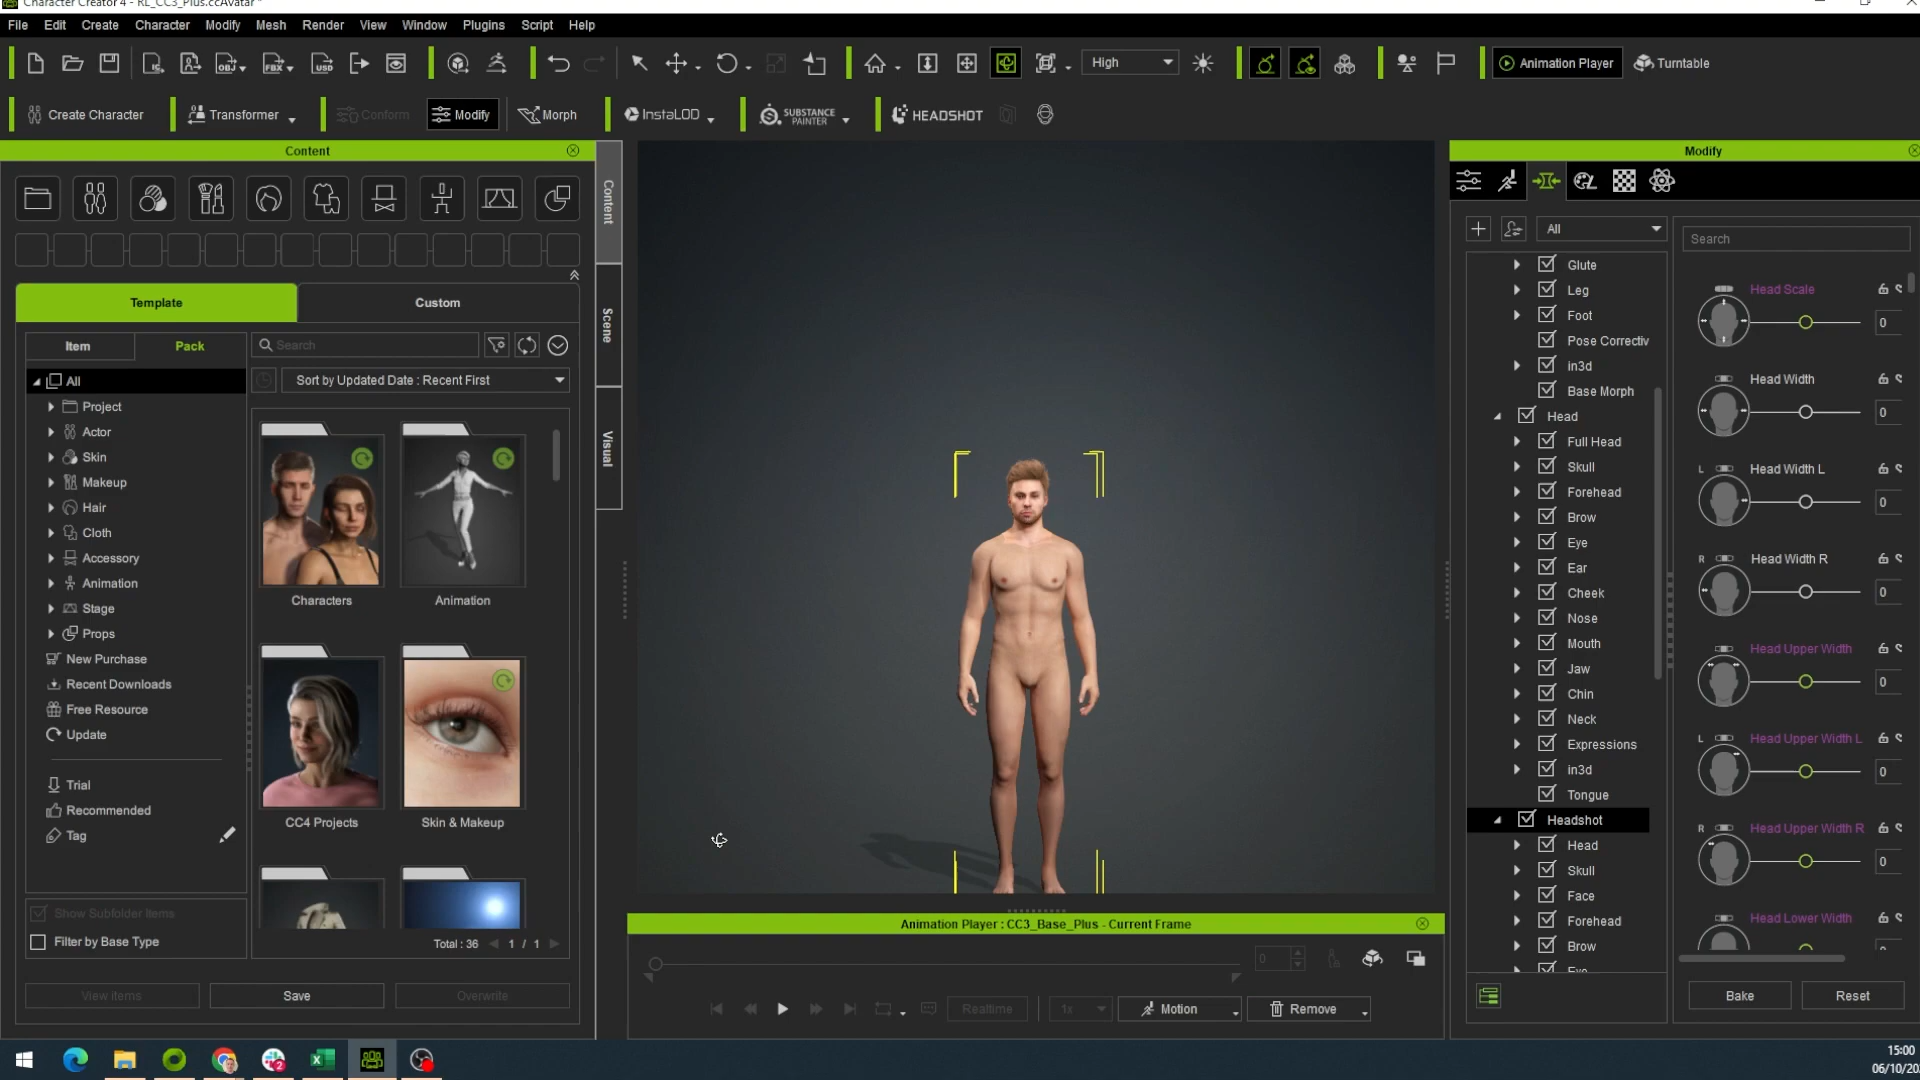 Character Creator 4 - RL_CC3_Plus.ccAvatar *
File Edit Create Character Modify Mesh Render View Window Plugins Script Help
High
Animation Player
Turntable
Create Character
Transformer
Conform
Modify
Morph
InstaLOD
SUBSTANCE PAINTER
HEADSHOT
Content
Template
Custom
Item
Pack
Search
Sort by Updated Date : Recent First
All
Project
Actor
Skin
Makeup
Hair
Cloth
Accessory
Animation
Stage
Props
New Purchase
Recent Downloads
Free Resource
Update
Trial
Recommended
Tag
Show Subfolder Items
Filter by Base Type
Characters
Animation
CC4 Projects
Skin & Makeup
Total : 36
1 / 1
View Items
Save
Overwrite
Content
Scene
Visual
Animation Player : CC3_Base_Plus - Current Frame
0
Realtime
1x
Motion
Remove
Modify
All
Search
Glute
Leg
Foot
Pose Correctiv
in3d
Base Morph
Head
Full Head
Skull
Forehead
Brow
Eye
Ear
Cheek
Nose
Mouth
Jaw
Chin
Neck
Expressions
in3d
Tongue
Headshot
Head
Skull
Face
Forehead
Brow
Eye
Head Scale
0
Head Width
0
L
Head Width L
0
R
Head Width R
0
Head Upper Width
0
L
Head Upper Width L
0
R
Head Upper Width R
0
Head Lower Width
Bake
Reset
2
15:00
06/10/20